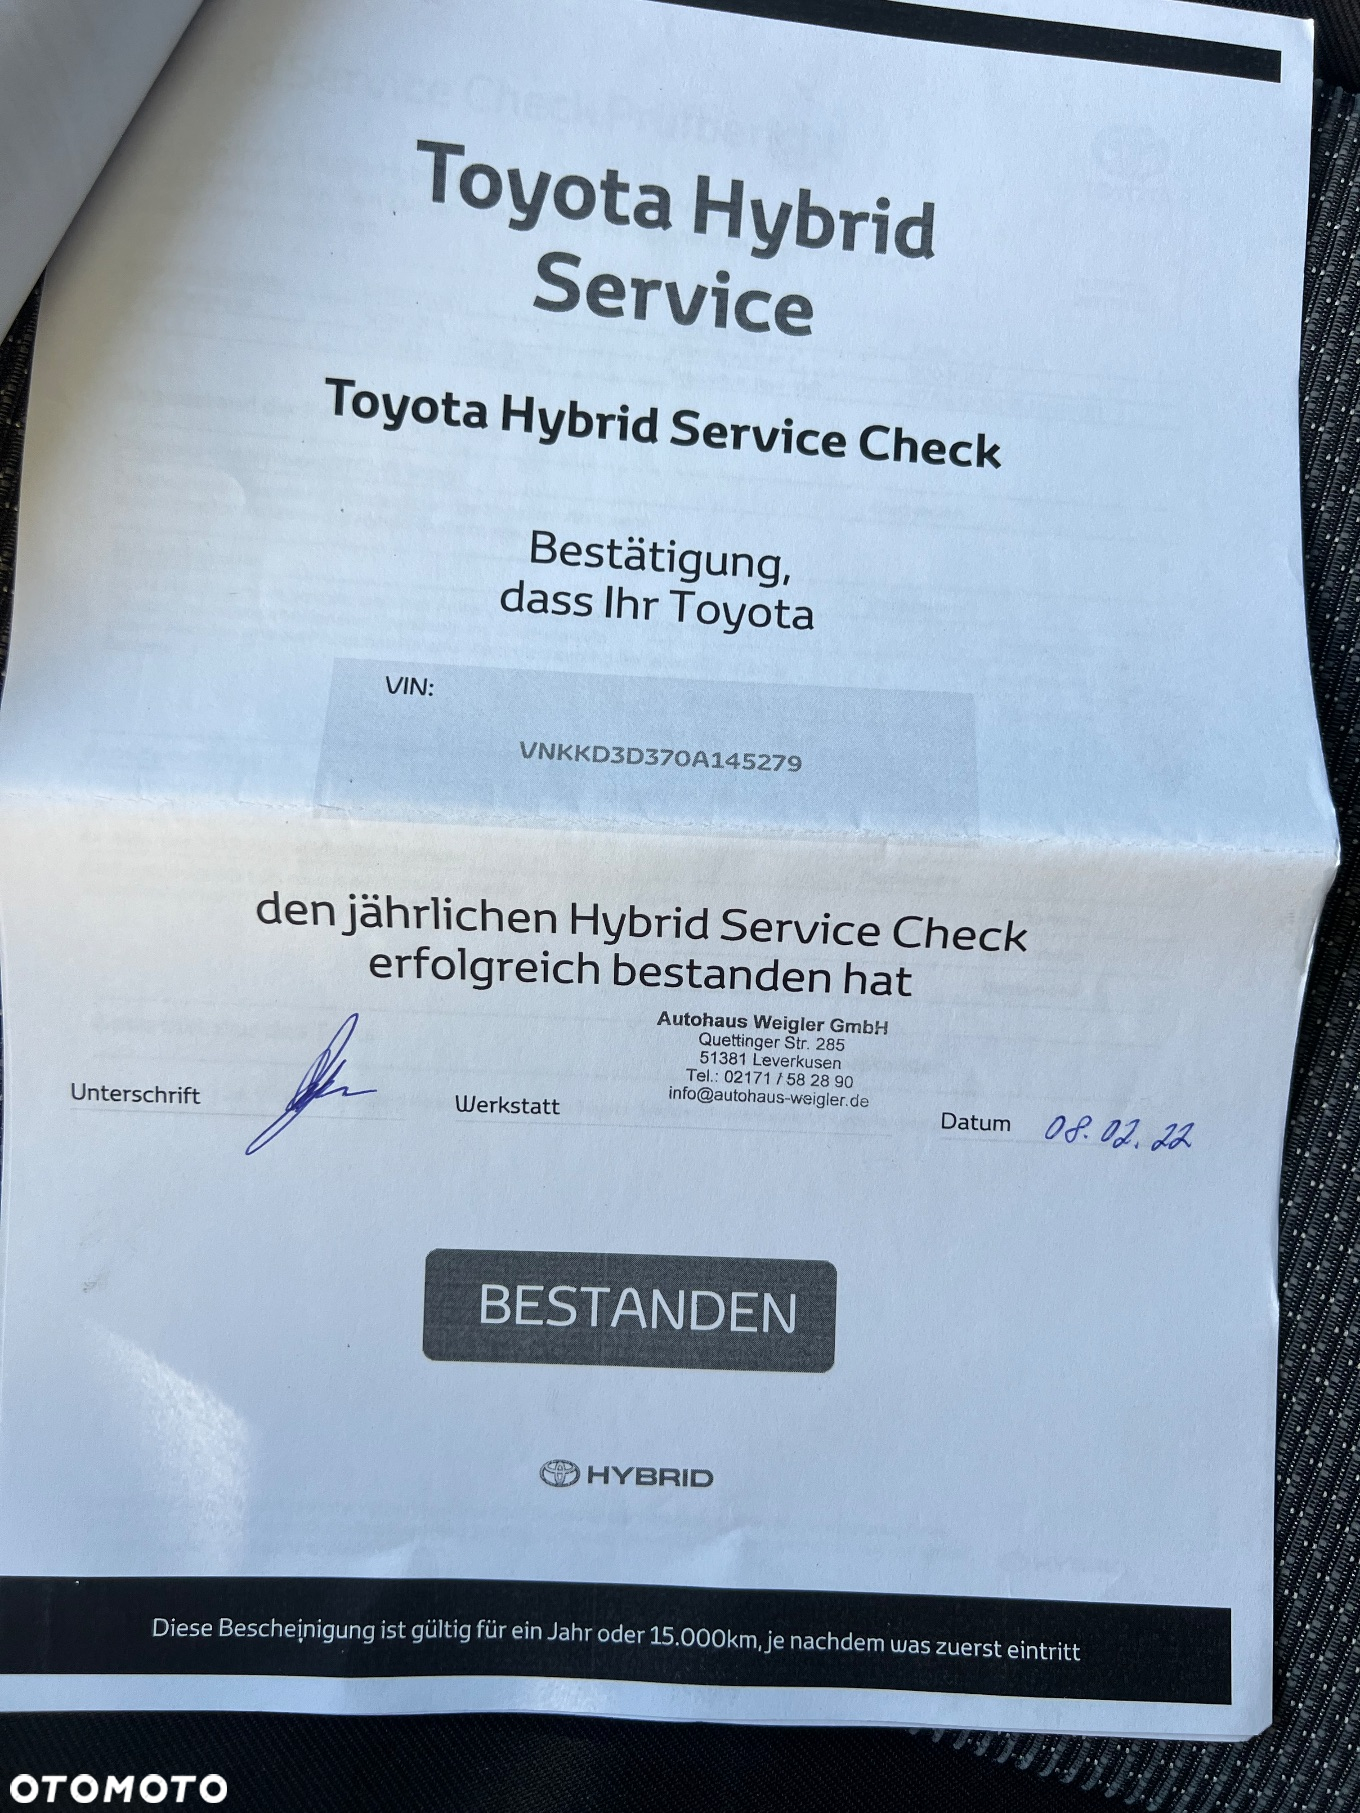 Toyota Hybrid
Service
Toyota Hybrid Service Check
Bestätigung,
dass Ihr Toyota
VIN:
VNKKD3D370A145279
den jährlichen Hybrid Service Check
erfolgreich bestanden hat
Autohaus Weigler GmbH
Quettinger Str. 285
51381 Leverkusen
Tel.: 02171 / 58 28 90
info@autohaus-weigler.de
Unterschrift
Werkstatt
Datum 08.02.22
BESTANDEN
HYBRID
Diese Bescheinigung ist gültig für ein Jahr oder 15.000km, je nachdem was zuerst eintritt
OTOMOTO